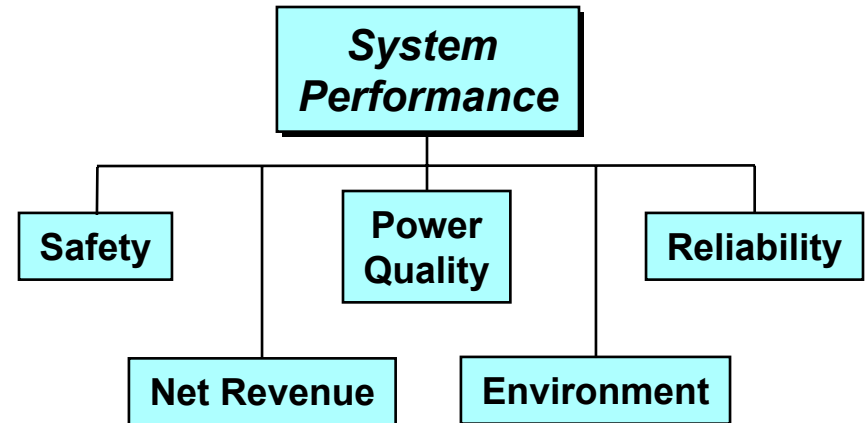 System
Performance
Safety
Power
Quality
Reliability
Net Revenue
Environment